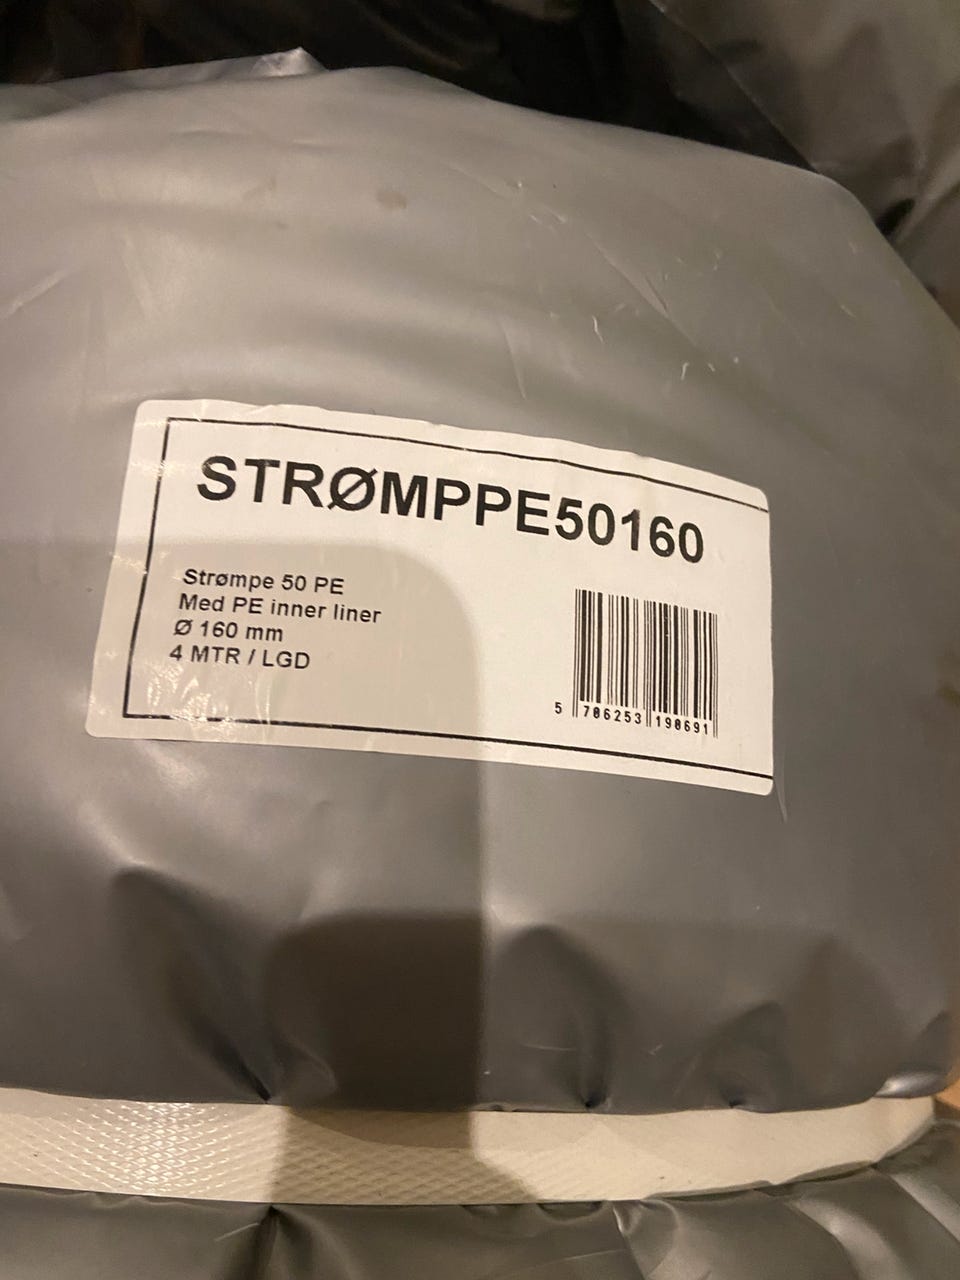 STRØMPPE50160
Strømpe 50 PE
Med PE inner liner
Ø 160 mm
4 MTR / LGD
5 706253 198691